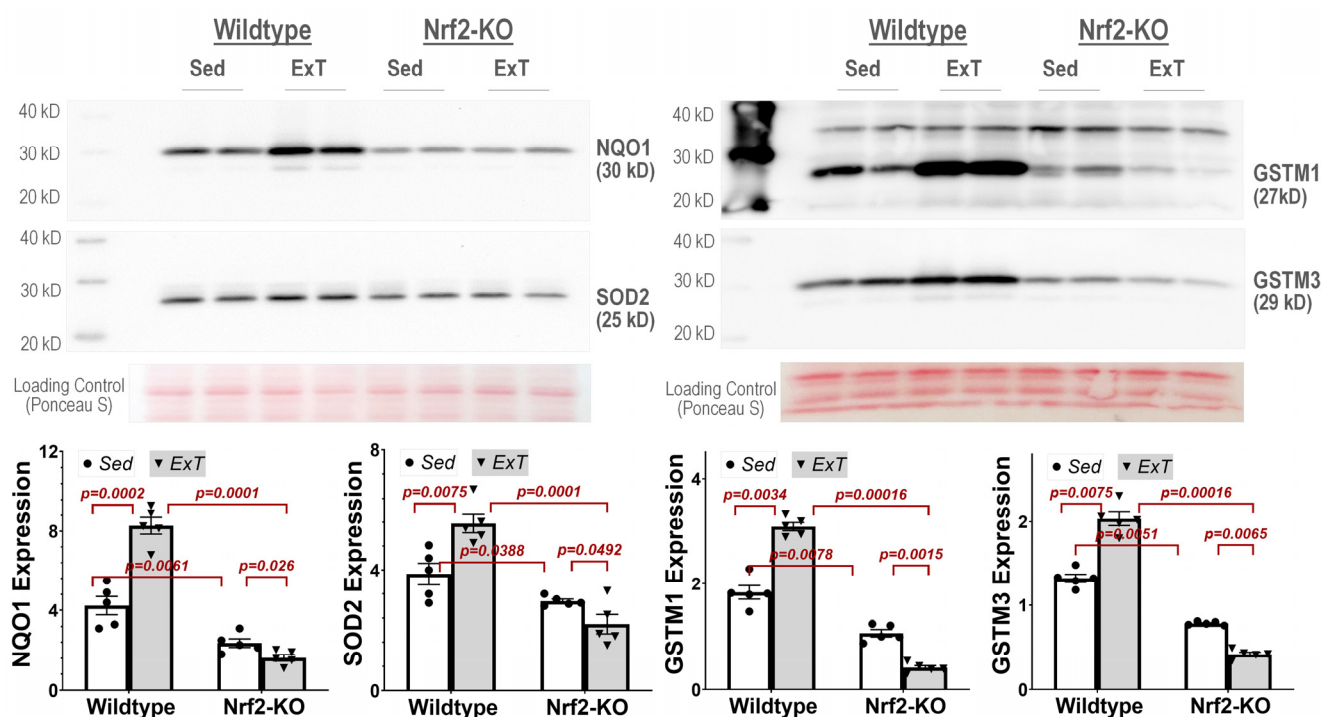 Wildtype Nrf2-KO
Sed ExT Sed ExT
40 kD
30 kD
20 kD
NQO1
(30 kD)
40 kD
30 kD
20 kD
SOD2
(25 kD)
Loading Control
(Ponceau S)
Wildtype Nrf2-KO
Sed ExT Sed ExT
40 kD
30 kD
20 kD
GSTM1
(27kD)
40 kD
30 kD
20 kD
GSTM3
(29 kD)
Loading Control
(Ponceau S)
NQO1 Expression
12
8
4
0
Sed ExT
p=0.0002 p=0.0001
p=0.0061 p=0.026
Wildtype Nrf2-KO
SOD2 Expression
8
4
0
Sed ExT
p=0.0075 p=0.0001
p=0.0388 p=0.0492
Wildtype Nrf2-KO
GSTM1 Expression
4
2
0
Sed ExT
p=0.0034 p=0.00016
p=0.0078 p=0.0015
Wildtype Nrf2-KO
GSTM3 Expression
2
1
0
Sed ExT
p=0.0075 p=0.00016
p=0.0051 p=0.0065
Wildtype Nrf2-KO